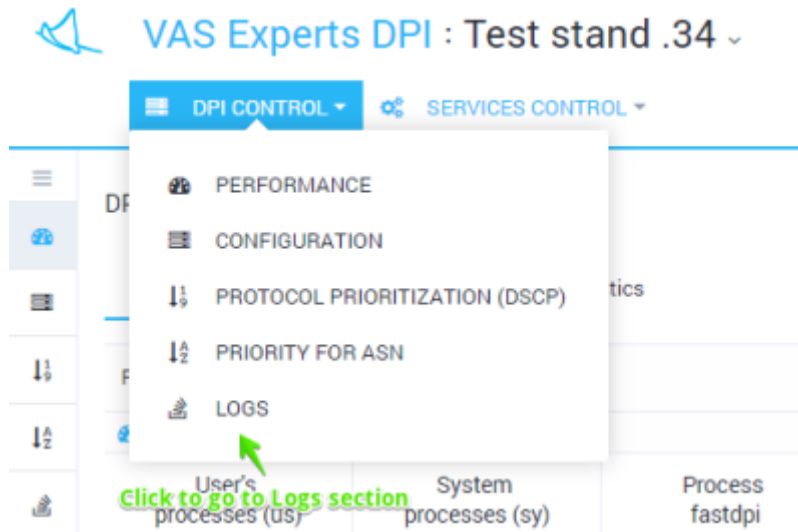 VAS Experts DPI : Test stand .34
DPI CONTROL
SERVICES CONTROL
PERFORMANCE
CONFIGURATION
PROTOCOL PRIORITIZATION (DSCP)
tics
PRIORITY FOR ASN
LOGS
Click to go to Logs section
User's processes (us)
System processes (sy)
Process fastdpi